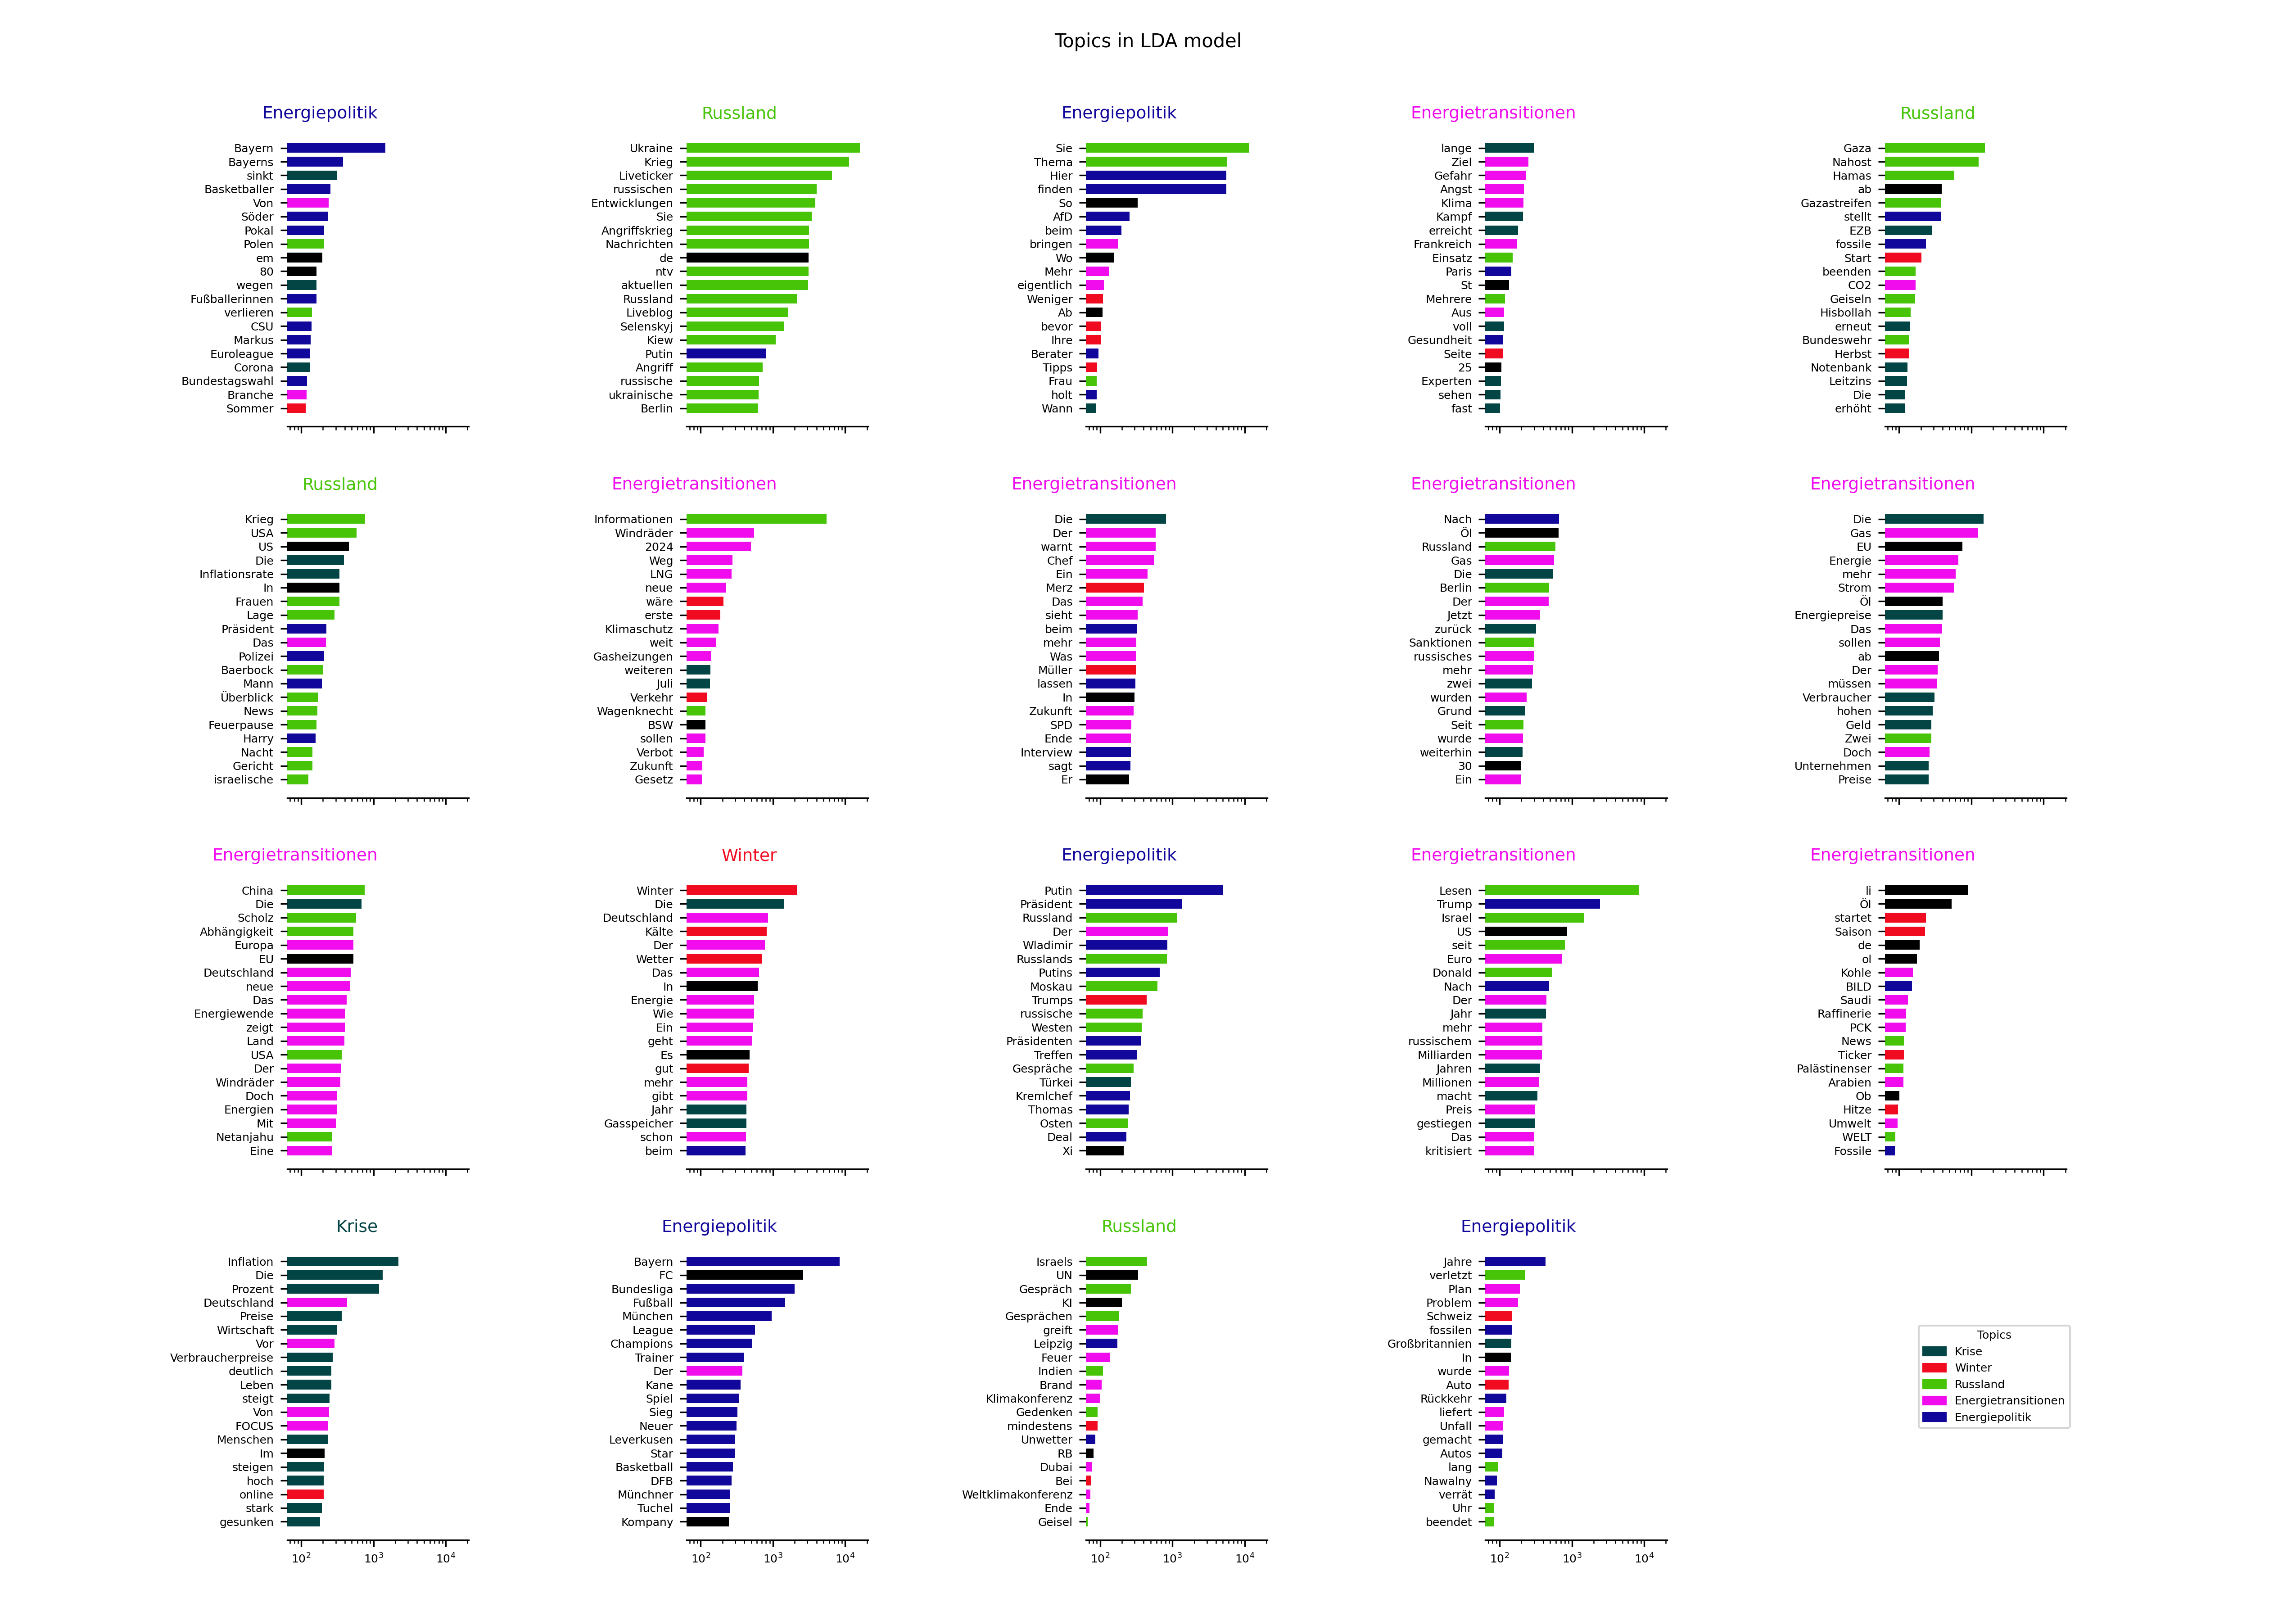 Topics in LDA model
Energiepolitik
Bayern
Bayerns
sinkt
Basketballer
Von
Söder
Pokal
Polen
em
80
wegen
Fußballerinnen
verlieren
CSU
Markus
Euroleague
Corona
Bundestagswahl
Branche
Sommer
Russland
Ukraine
Krieg
Liveticker
russischen
Entwicklungen
Sie
Angriffskrieg
Nachrichten
de
ntv
aktuellen
Russland
Liveblog
Selenskyj
Kiew
Putin
Angriff
russische
ukrainische
Berlin
Energiepolitik
Sie
Thema
Hier
finden
So
AfD
beim
bringen
Wo
Mehr
eigentlich
Weniger
Ab
bevor
Ihre
Berater
Tipps
Frau
holt
Wann
Energietransitionen
lange
Ziel
Gefahr
Angst
Klima
Kampf
erreicht
Frankreich
Einsatz
Paris
St
Mehrere
Aus
voll
Gesundheit
Seite
25
Experten
sehen
fast
Russland
Gaza
Nahost
Hamas
ab
Gazastreifen
stellt
EZB
fossile
Start
beenden
CO2
Geiseln
Hisbollah
erneut
Bundeswehr
Herbst
Notenbank
Leitzins
Die
erhöht
Russland
Krieg
USA
US
Die
Inflationsrate
In
Frauen
Lage
Präsident
Das
Polizei
Baerbock
Mann
Überblick
News
Feuerpause
Harry
Nacht
Gericht
israelische
Energietransitionen
Informationen
Windräder
2024
Weg
LNG
neue
wäre
erste
Klimaschutz
weit
Gasheizungen
weiteren
Juli
Verkehr
Wagenknecht
BSW
sollen
Verbot
Zukunft
Gesetz
Energietransitionen
Die
Der
warnt
Chef
Ein
Merz
Das
sieht
beim
mehr
Was
Müller
lassen
In
Zukunft
SPD
Ende
Interview
sagt
Er
Energietransitionen
Nach
Öl
Russland
Gas
Die
Berlin
Der
Jetzt
zurück
Sanktionen
russisches
mehr
zwei
wurden
Grund
Seit
wurde
weiterhin
30
Ein
Energietransitionen
Die
Gas
EU
Energie
mehr
Strom
Öl
Energiepreise
Das
sollen
ab
Der
müssen
Verbraucher
hohen
Geld
Zwei
Doch
Unternehmen
Preise
Energietransitionen
China
Die
Scholz
Abhängigkeit
Europa
EU
Deutschland
neue
Das
Energiewende
zeigt
Land
USA
Der
Windräder
Doch
Energien
Mit
Netanjahu
Eine
Winter
Winter
Die
Deutschland
Kälte
Der
Wetter
Das
In
Energie
Wie
Ein
geht
Es
gut
mehr
gibt
Jahr
Gasspeicher
schon
beim
Energiepolitik
Putin
Präsident
Russland
Der
Wladimir
Russlands
Putins
Moskau
Trumps
russische
Westen
Präsidenten
Treffen
Gespräche
Türkei
Kremlchef
Thomas
Osten
Deal
Xi
Energietransitionen
Lesen
Trump
Israel
US
seit
Euro
Donald
Nach
Der
Jahr
mehr
russischem
Milliarden
Jahren
Millionen
macht
Preis
gestiegen
Das
kritisiert
Energietransitionen
li
Öl
startet
Saison
de
ol
Kohle
BILD
Saudi
Raffinerie
PCK
News
Ticker
Palästinenser
Arabien
Ob
Hitze
Umwelt
WELT
Fossile
Krise
Inflation
Die
Prozent
Deutschland
Preise
Wirtschaft
Vor
Verbraucherpreise
deutlich
Leben
steigt
Von
FOCUS
Menschen
Im
steigen
hoch
online
stark
gesunken
10² 10³ 10⁴
Energiepolitik
Bayern
FC
Bundesliga
Fußball
München
League
Champions
Trainer
Der
Kane
Spiel
Sieg
Neuer
Leverkusen
Star
Basketball
DFB
Münchner
Tuchel
Kompany
10² 10³ 10⁴
Russland
Israels
UN
Gespräch
KI
Gesprächen
greift
Leipzig
Feuer
Indien
Brand
Klimakonferenz
Gedenken
mindestens
Unwetter
RB
Dubai
Bei
Weltklimakonferenz
Ende
Geisel
10² 10³ 10⁴
Energiepolitik
Jahre
verletzt
Plan
Problem
Schweiz
fossilen
Großbritannien
In
wurde
Auto
Rückkehr
liefert
Unfall
gemacht
Autos
lang
Nawalny
verrät
Uhr
beendet
10² 10³ 10⁴
Topics
Krise
Winter
Russland
Energietransitionen
Energiepolitik